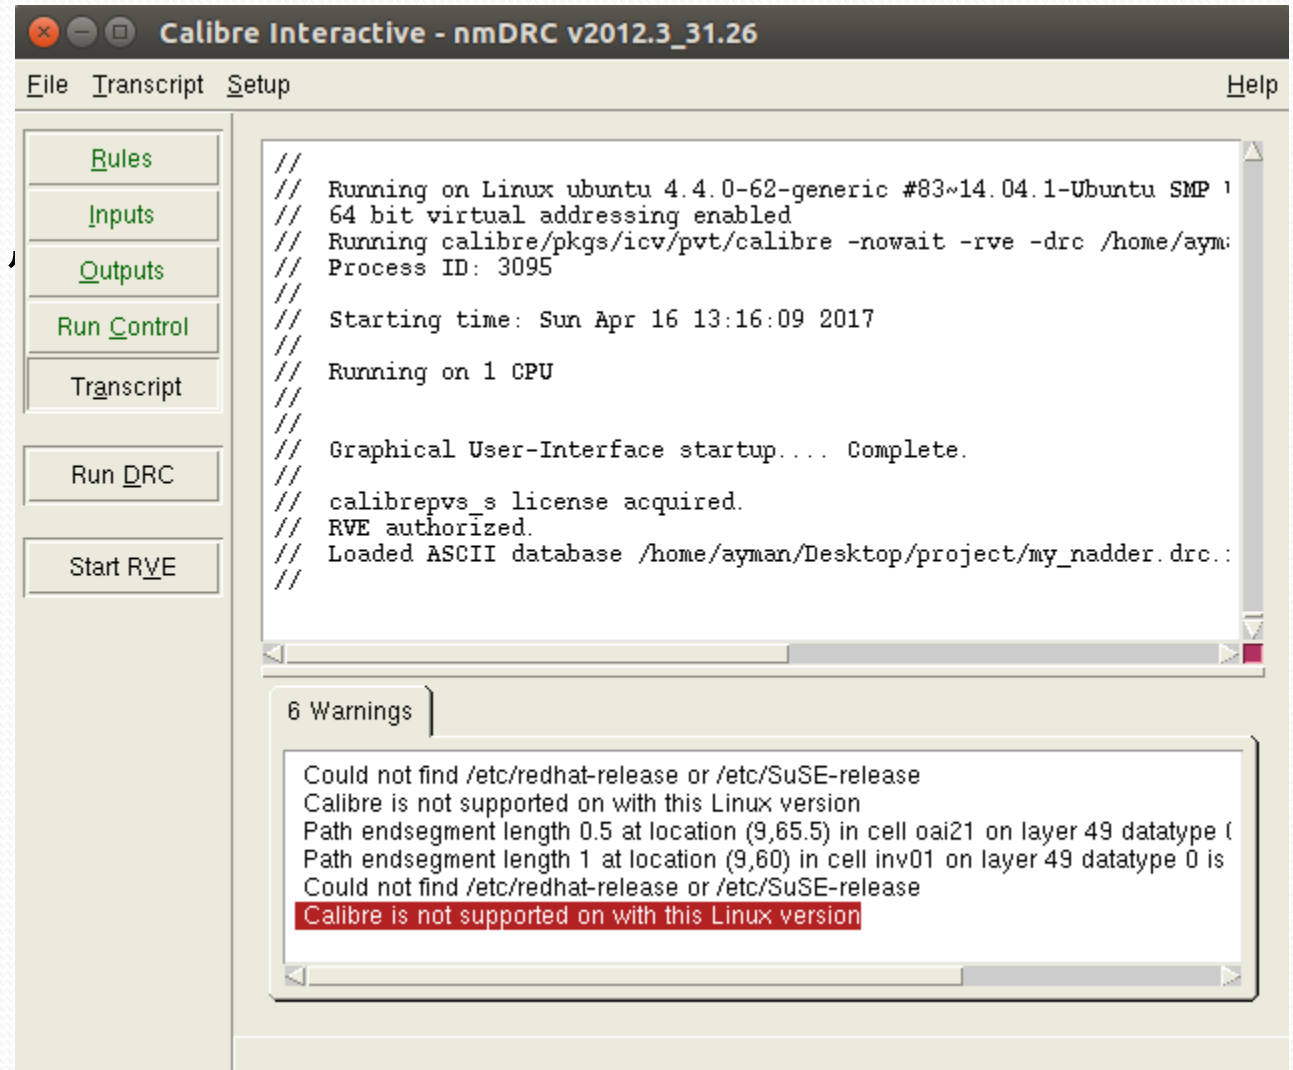 Calibre Interactive - nmDRC v2012.3_31.26
File Transcript Setup Help
Rules
Inputs
Outputs
Run Control
Transcript
Run DRC
Start RVE
//
// Running on Linux ubuntu 4.4.0-62-generic #83~14.04.1-Ubuntu SMP
// 64 bit virtual addressing enabled
// Running calibre/pkgs/icv/pvt/calibre -nowait -rve -drc /home/ayma
// Process ID: 3095
//
// Starting time: Sun Apr 16 13:16:09 2017
//
// Running on 1 CPU
//
//
// Graphical User-Interface startup.... Complete.
//
// calibrepvs_s license acquired.
// RVE authorized.
// Loaded ASCII database /home/ayman/Desktop/project/my_nadder.drc.
//
6 Warnings
Could not find /etc/redhat-release or /etc/SuSE-release
Calibre is not supported on with this Linux version
Path endsegment length 0.5 at location (9,65.5) in cell oai21 on layer 49 datatype
Path endsegment length 1 at location (9,60) in cell inv01 on layer 49 datatype 0 is
Could not find /etc/redhat-release or /etc/SuSE-release
Calibre is not supported on with this Linux version